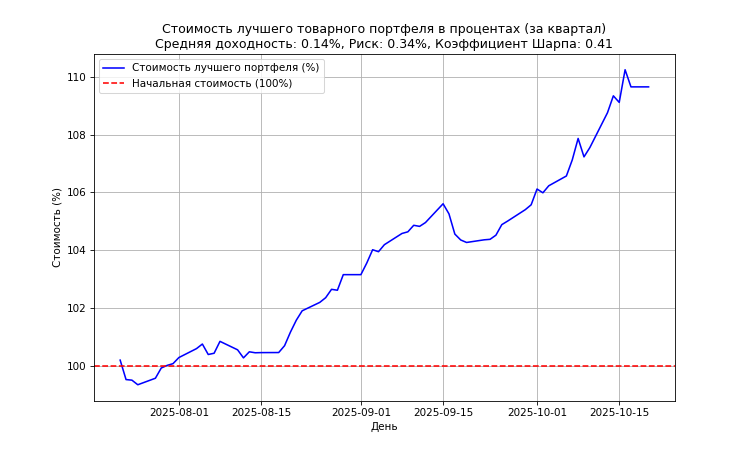 Стоимость лучшего товарного портфеля в процентах (за квартал)
Средняя доходность: 0.14%, Риск: 0.34%, Коэффициент Шарпа: 0.41
Стоимость лучшего портфеля (%)
Начальная стоимость (100%)
Стоимость (%)
110
108
106
104
102
100
2025-08-01 2025-08-15 2025-09-01 2025-09-15 2025-10-01 2025-10-15
День